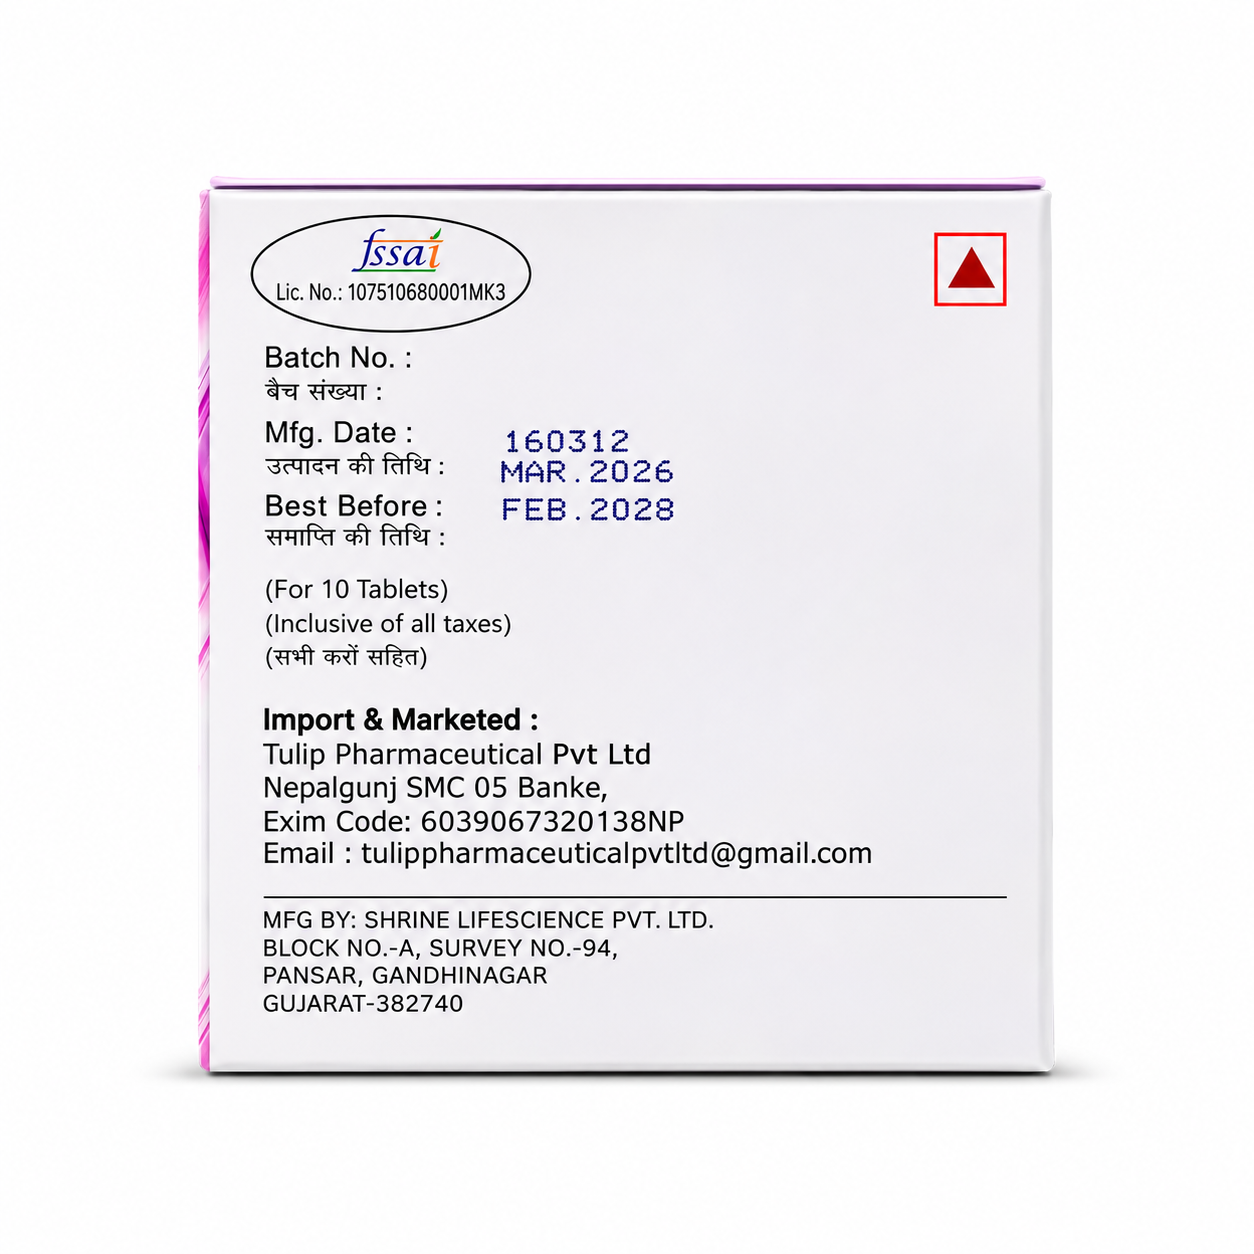 fssai
Lic. No.: 107510680001MK3
Batch No. :
बैच संख्या :
Mfg. Date : 160312
उत्पादन की तिथि : MAR.2026
Best Before : FEB.2028
समाप्ति की तिथि :
(For 10 Tablets)
(Inclusive of all taxes)
(सभी करों सहित)
Import & Marketed :
Tulip Pharmaceutical Pvt Ltd
Nepalgunj SMC 05 Banke,
Exim Code: 6039067320138NP
Email : tulippharmaceuticalpvtltd@gmail.com
MFG BY: SHRINE LIFESCIENCE PVT. LTD.
BLOCK NO.-A, SURVEY NO.-94,
PANSAR, GANDHINAGAR
GUJARAT-382740